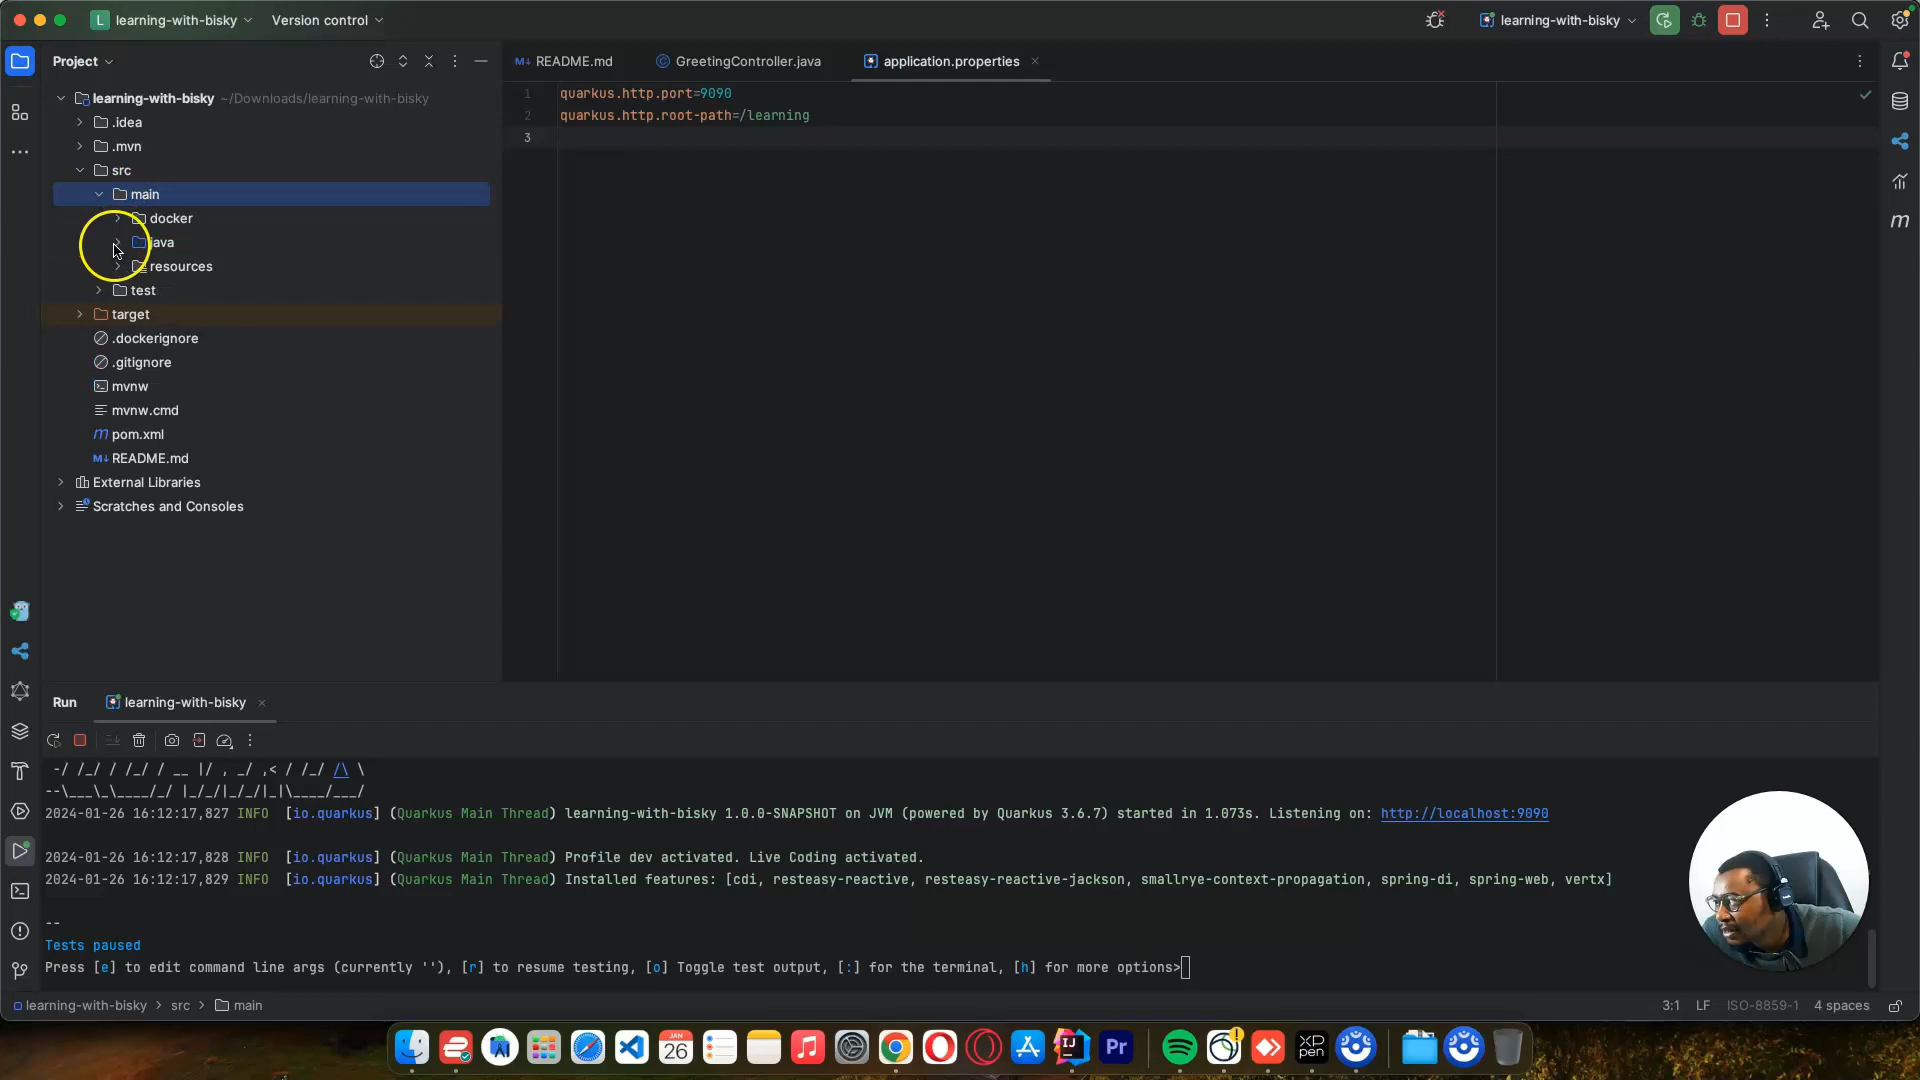 L learning-with-bisky Version control learning-with-bisky
Project
README.md GreetingController.java application.properties
learning-with-bisky ~/Downloads/learning-with-bisky
.idea
.mvn
src
main
docker
java
resources
test
target
.dockerignore
.gitignore
mvnw
mvnw.cmd
pom.xml
README.md
External Libraries
Scratches and Consoles
1 quarkus.http.port=9090
2 quarkus.http.root-path=/learning
3
Run learning-with-bisky
-/ /_/ / /_/ / __ |/ , _/ ,< / /_/ /\ \
--\___\_\____/_/ |_/_/|_/_/|_|\____/___/
2024-01-26 16:12:17,827 INFO [io.quarkus] (Quarkus Main Thread) learning-with-bisky 1.0.0-SNAPSHOT on JVM (powered by Quarkus 3.6.7) started in 1.073s. Listening on: http://localhost:9090
2024-01-26 16:12:17,828 INFO [io.quarkus] (Quarkus Main Thread) Profile dev activated. Live Coding activated.
2024-01-26 16:12:17,829 INFO [io.quarkus] (Quarkus Main Thread) Installed features: [cdi, resteasy-reactive, resteasy-reactive-jackson, smallrye-context-propagation, spring-di, spring-web, vertx]
--
Tests paused
Press [e] to edit command line args (currently ''), [r] to resume testing, [o] Toggle test output, [:] for the terminal, [h] for more options>
learning-with-bisky > src > main 3:1 LF ISO-8859-1 4 spaces
JAN
26
IJ
Pr
XP
pen